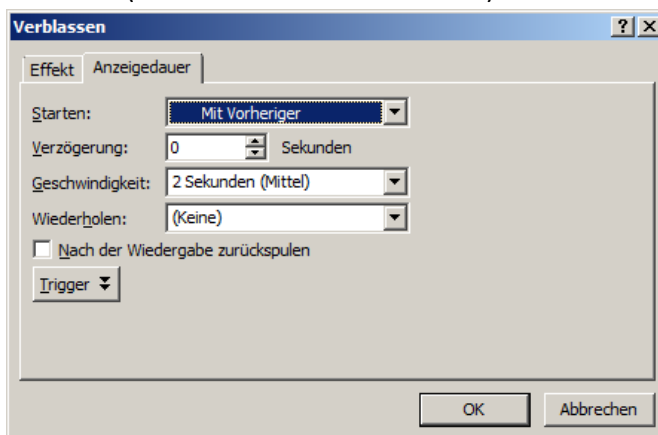 Verblassen
Effekt Anzeigedauer
Starten: Mit Vorheriger
Verzögerung: 0 Sekunden
Geschwindigkeit: 2 Sekunden (Mittel)
Wiederholen: (Keine)
Nach der Wiedergabe zurückspulen
Trigger
OK Abbrechen